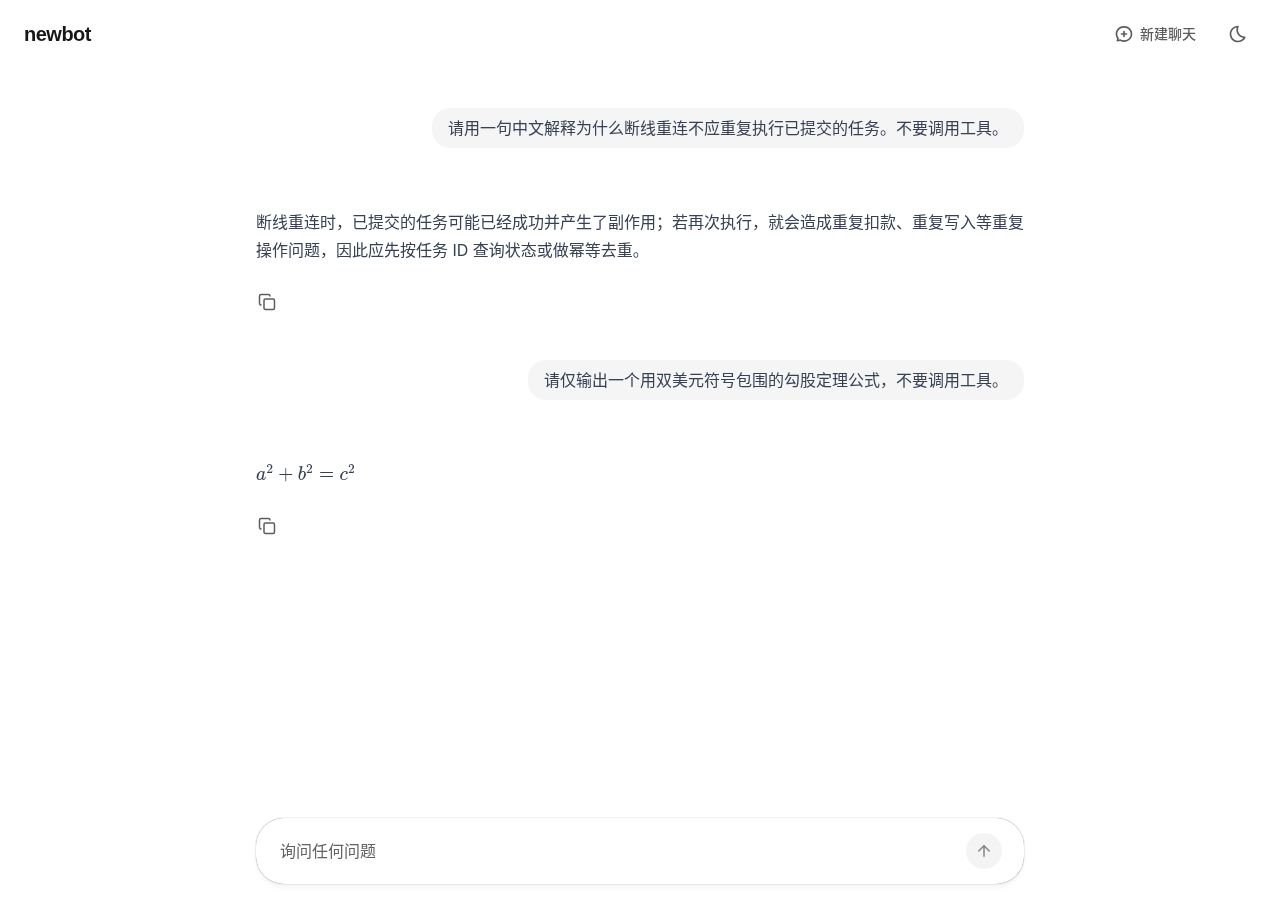 newbot
新建聊天
请用一句中文解释为什么断线重连不应重复执行已提交的任务。不要调用工具。
断线重连时，已提交的任务可能已经成功并产生了副作用；若再次执行，就会造成重复扣款、重复写入等重复
操作问题，因此应先按任务 ID 查询状态或做幂等去重。
请仅输出一个用双美元符号包围的勾股定理公式，不要调用工具。
a² + b² = c²
询问任何问题